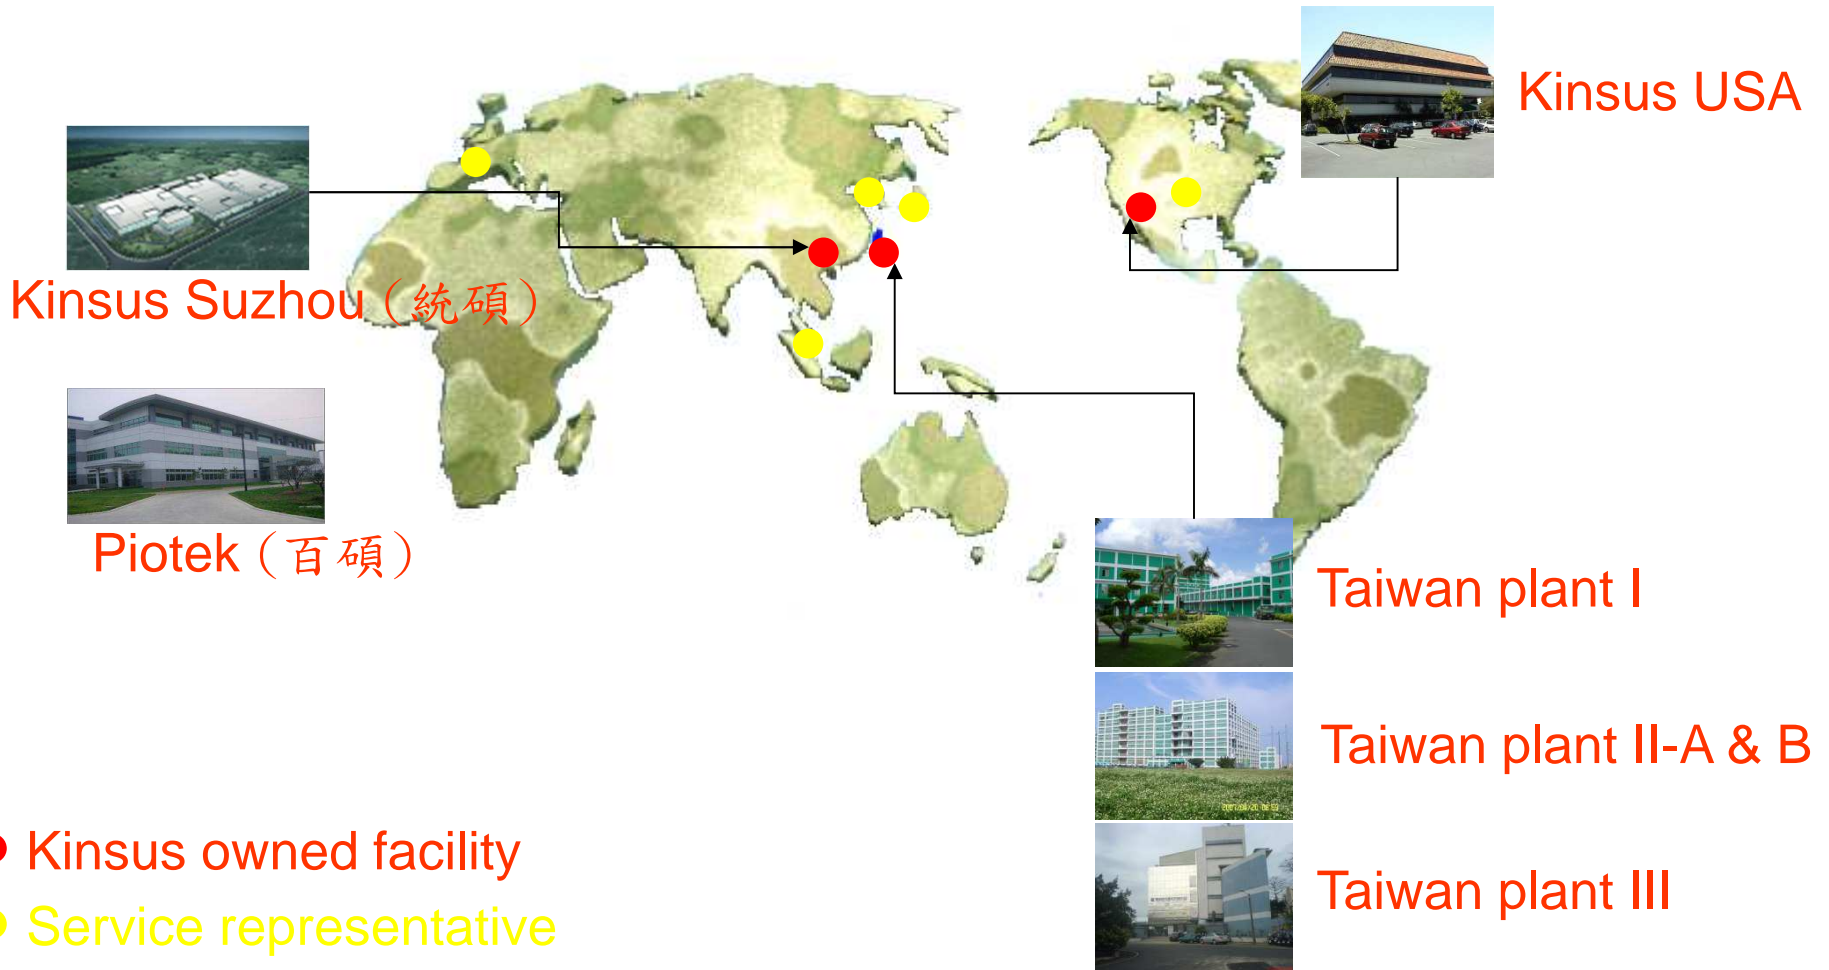 Kinsus USA
Kinsus Suzhou (統碩)
Piotek (百碩)
Taiwan plant I
Taiwan plant II-A & B
Taiwan plant III
Kinsus owned facility
Service representative